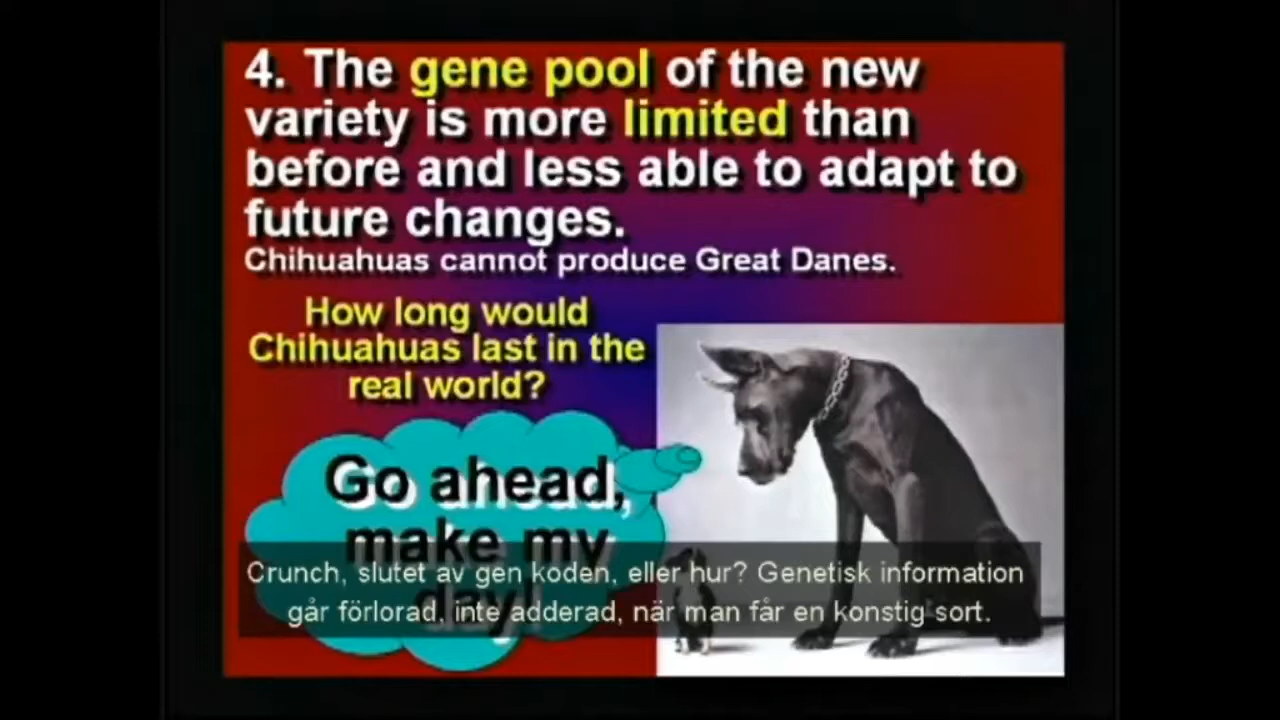 4. The gene pool of the new
variety is more limited than
before and less able to adapt to
future changes.
Chihuahuas cannot produce Great Danes.
How long would
Chihuahuas last in the
real world?
Go ahead,
make my
day!
Crunch, slutet av gen koden, eller hur? Genetisk information
går förlorad, inte adderad, när man får en konstig sort.